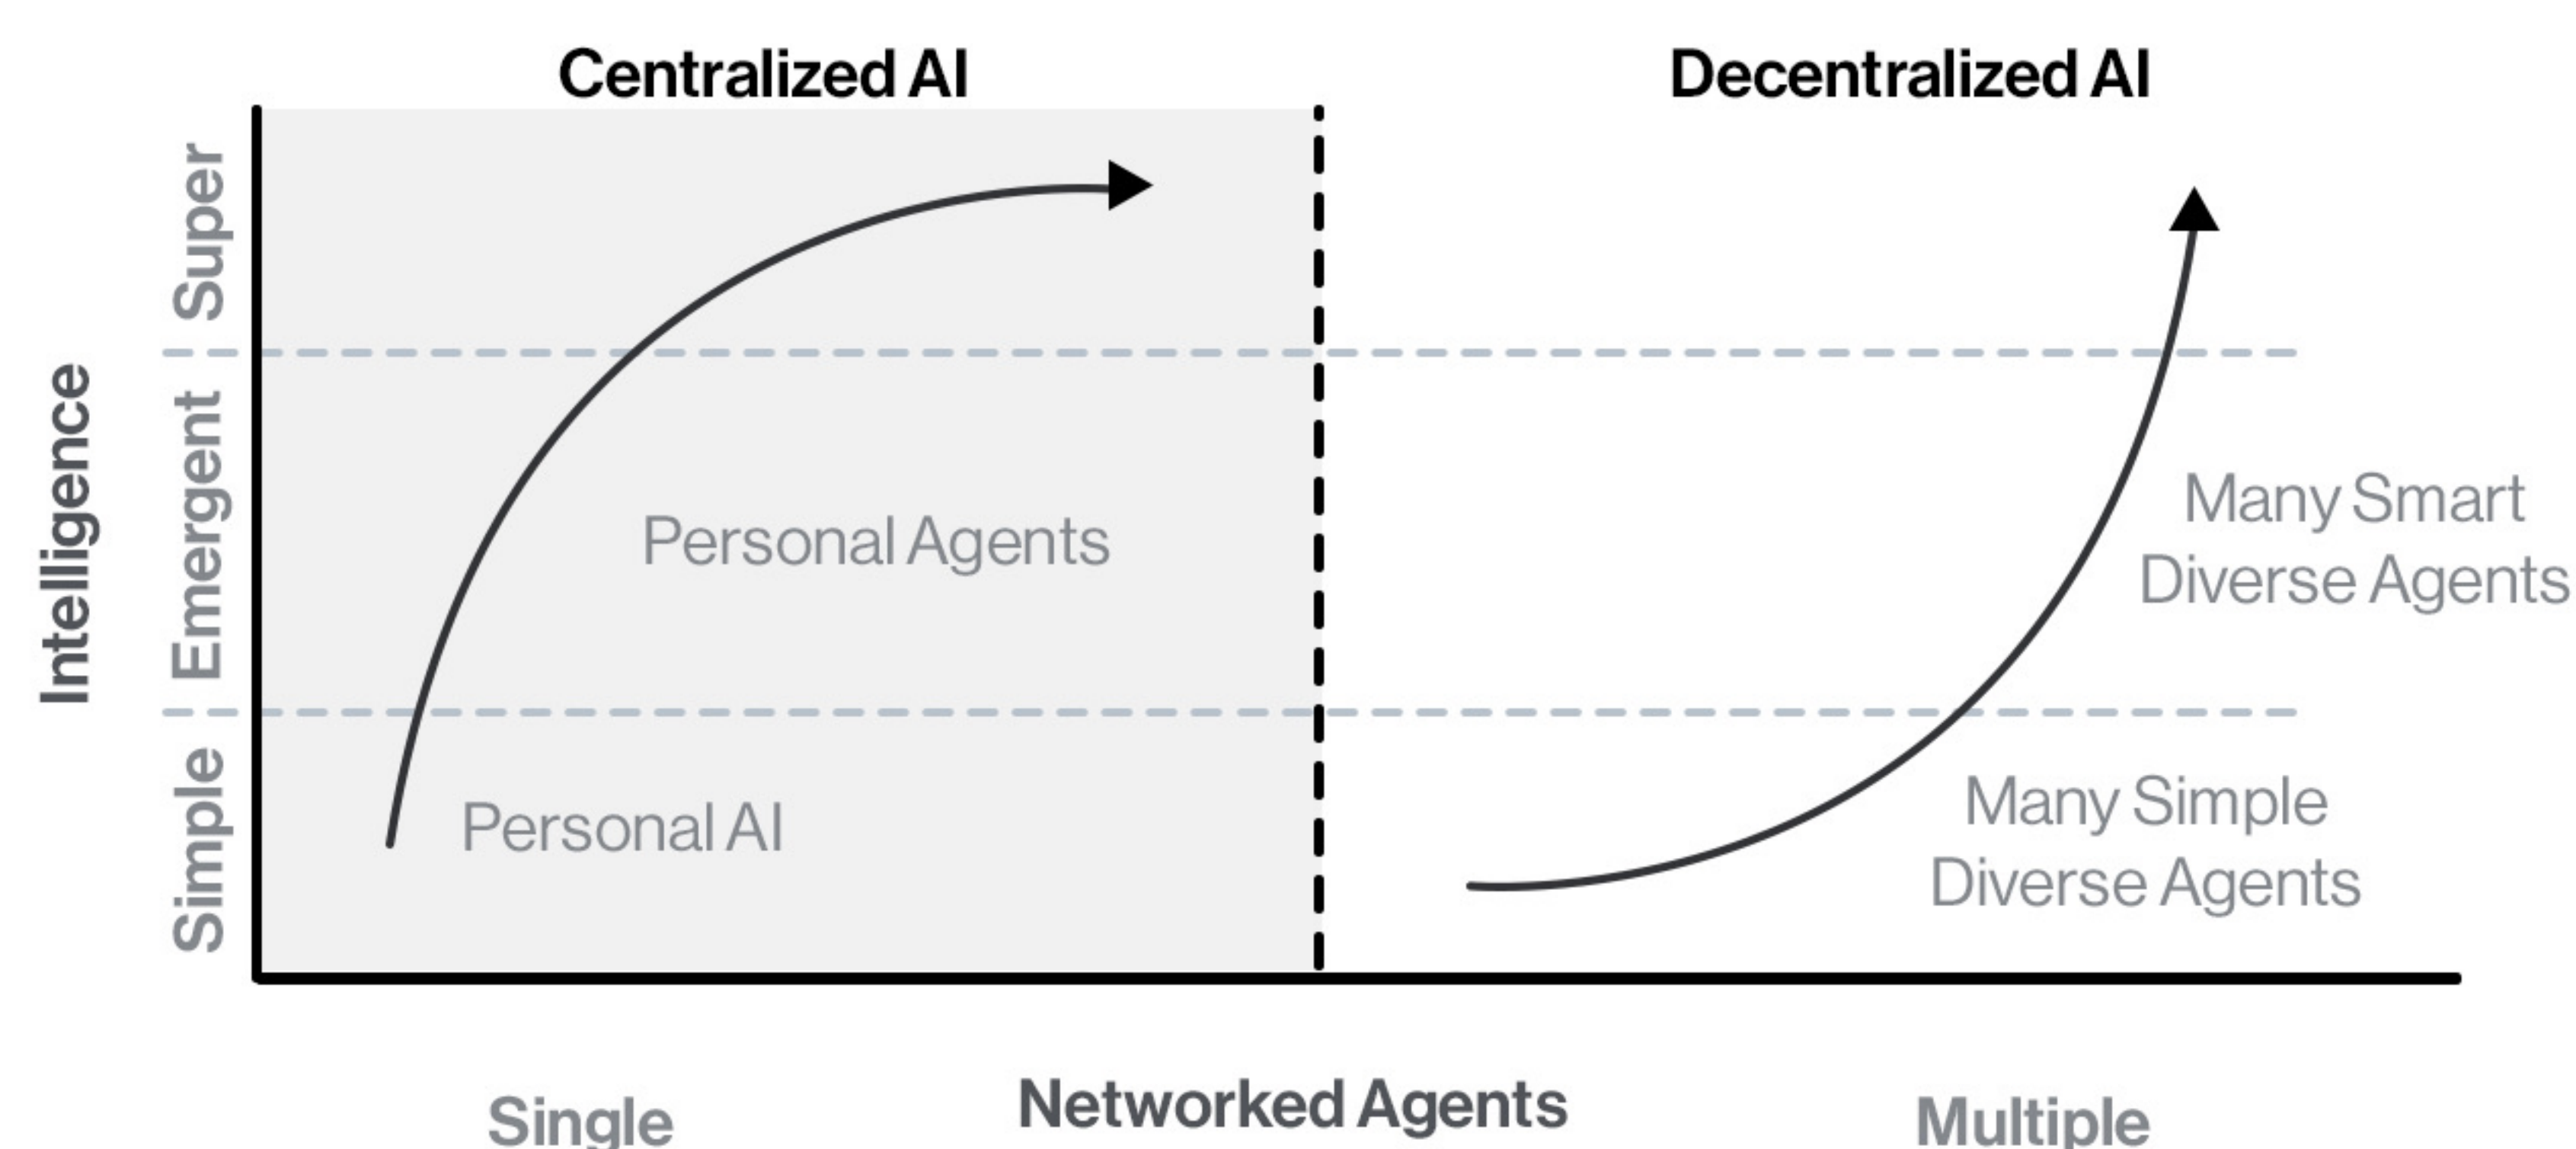 Centralized AI
Decentralized AI
Intelligence
Super
Emergent
Simple
Personal Agents
Personal AI
Many Smart
Diverse Agents
Many Simple
Diverse Agents
Single
Networked Agents
Multiple